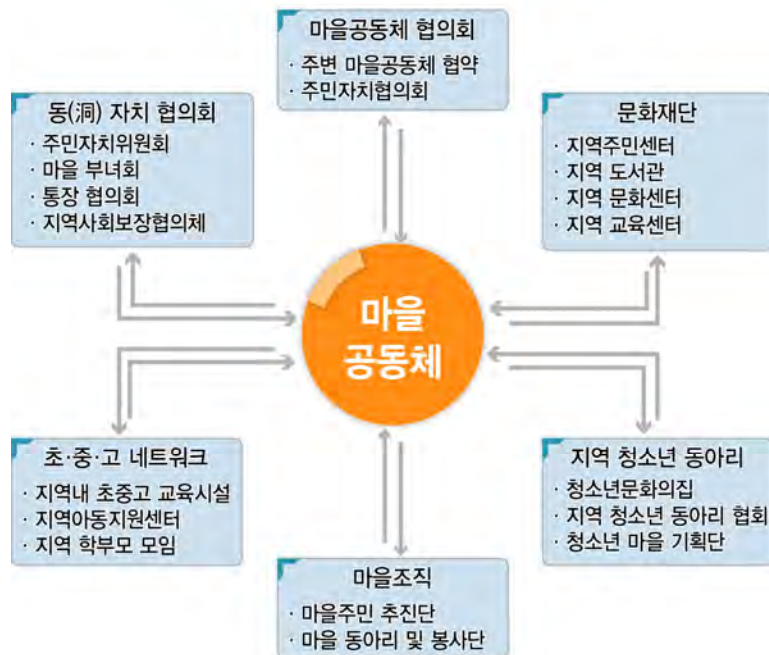 마을공동체 협의회
· 주변 마을공동체 협약
· 주민자치협의회
동(洞) 자치 협의회
· 주민자치위원회
· 마을 부녀회
· 통장 협의회
· 지역사회보장협의체
문화재단
· 지역주민센터
· 지역 도서관
· 지역 문화센터
· 지역 교육센터
마을
공동체
초·중·고 네트워크
· 지역내 초중고 교육시설
· 지역아동지원센터
· 지역 학부모 모임
지역 청소년 동아리
· 청소년문화의집
· 지역 청소년 동아리 협회
· 청소년 마을 기획단
마을조직
· 마을주민 추진단
· 마을 동아리 및 봉사단